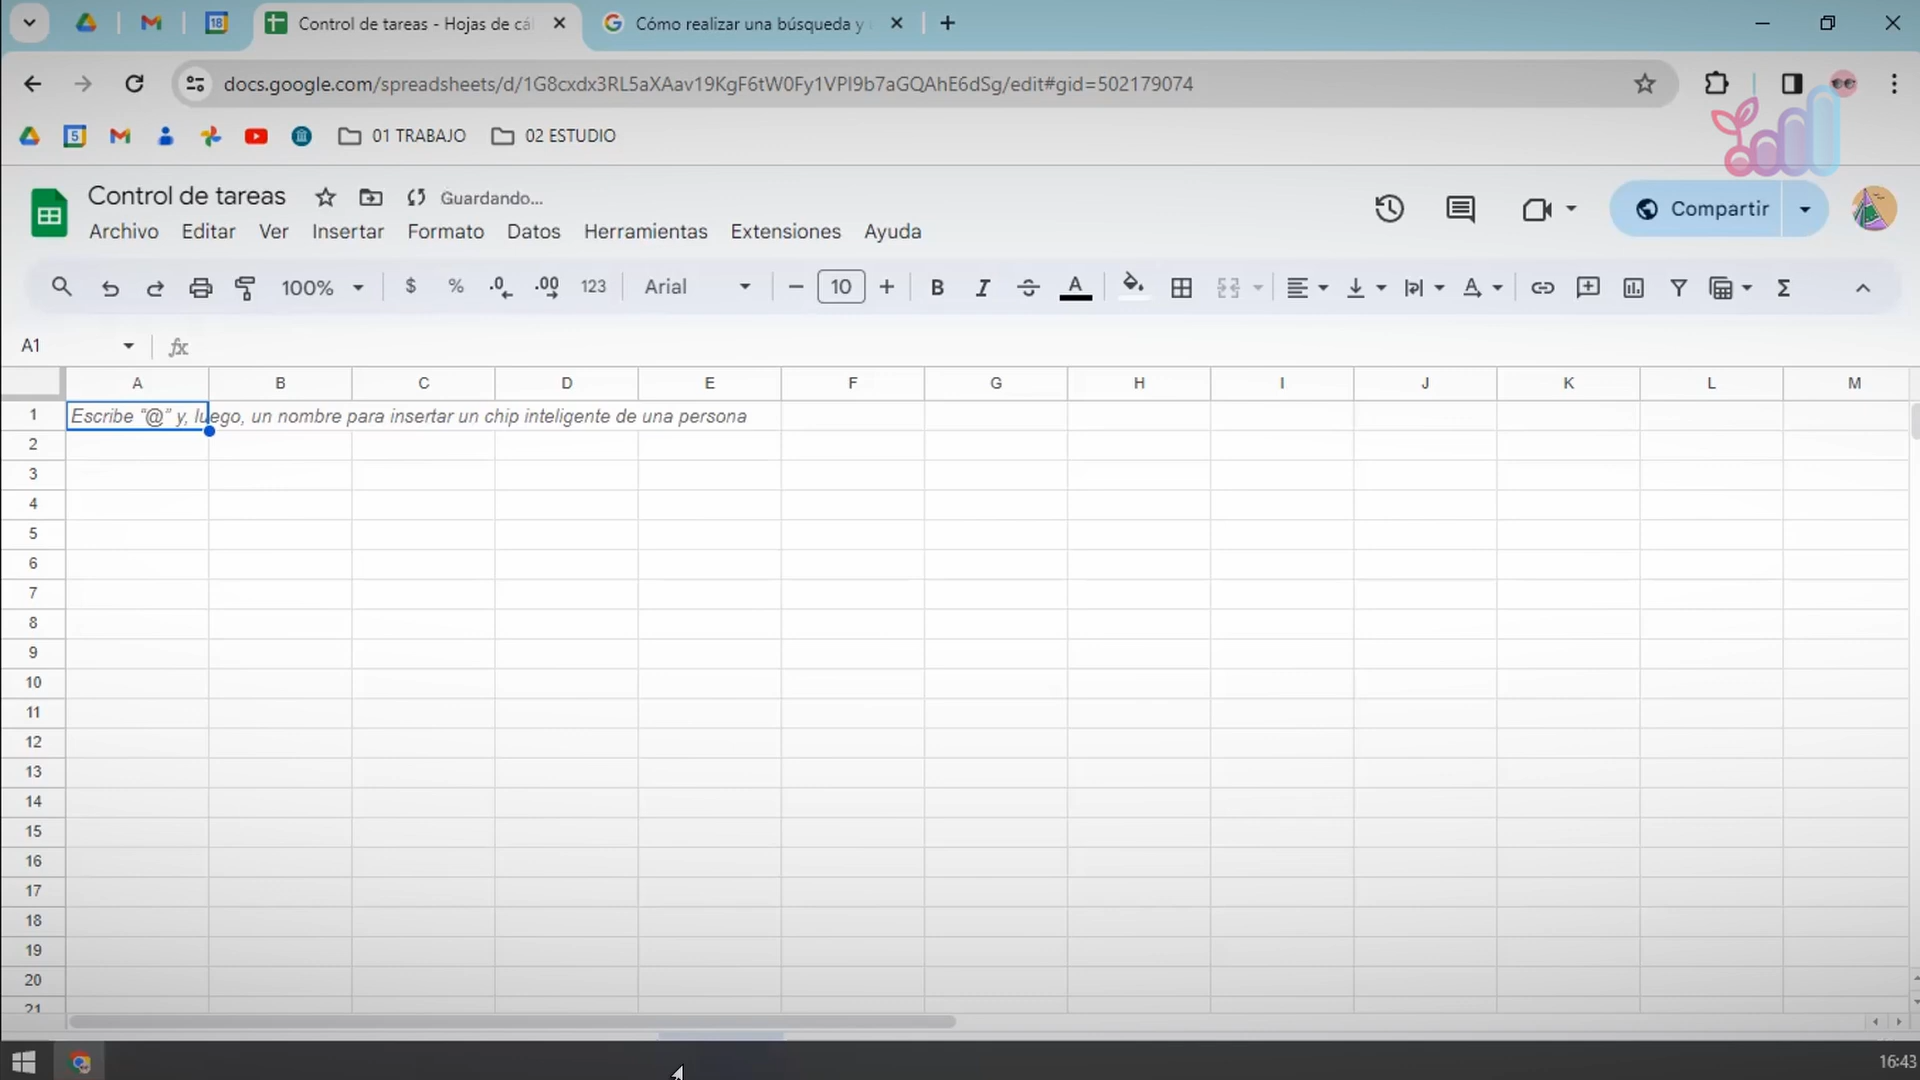 18 Control de tareas - Hojas de cál Cómo realizar una búsqueda y
docs.google.com/spreadsheets/d/1G8cxdx3RL5aXAav19KgF6tW0Fy1VPI9b7aGQAhE6dSg/edit#gid=502179074
5 01 TRABAJO 02 ESTUDIO
Control de tareas Guardando...
Archivo Editar Ver Insertar Formato Datos Herramientas Extensiones Ayuda Compartir
100% $ % .0 .00 123 Arial 10 B I S A A Σ
A1 fx
A B C D E F G H I J K L M
1 Escribe "@" y, luego, un nombre para insertar un chip inteligente de una persona
2
3
4
5
6
7
8
9
10
11
12
13
14
15
16
17
18
19
20
21
16:43